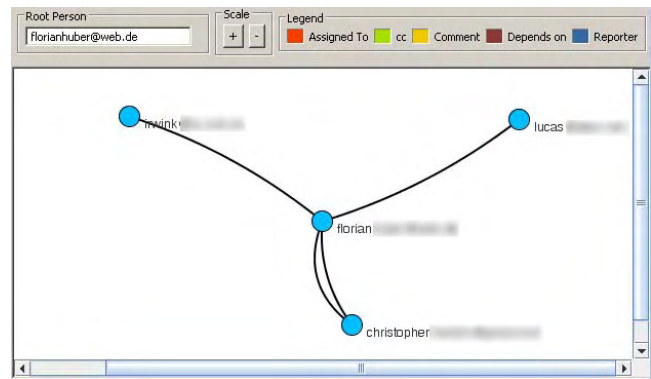 Root Person
florianhuber@web.de
Scale
+ -
Legend
Assigned To cc Comment Depends on Reporter
irwink
lucas
florian
christopher